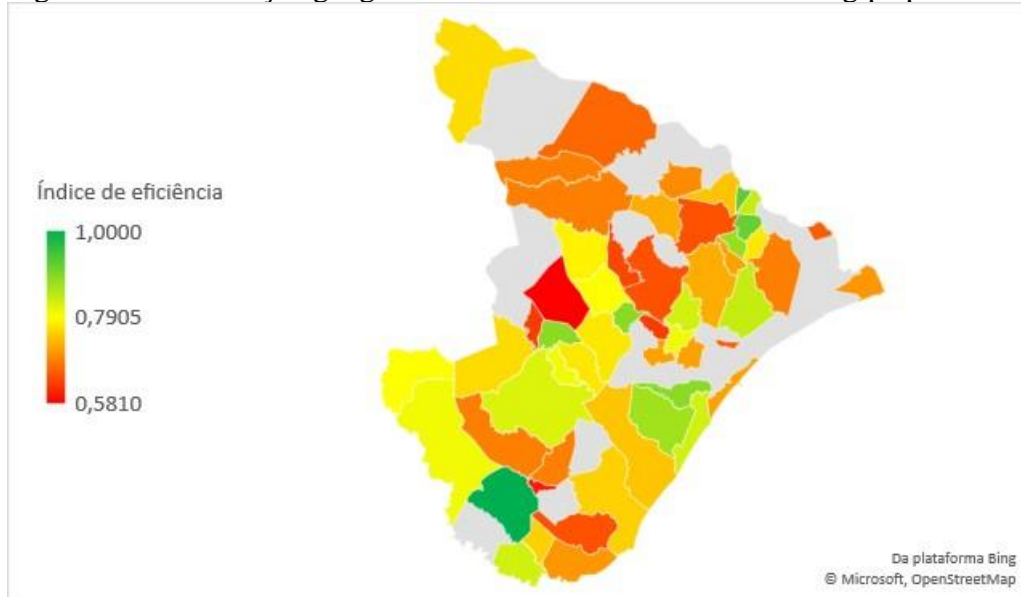 Índice de eficiência
1,0000
0,7905
0,5810
Da plataforma Bing
© Microsoft, OpenStreetMap